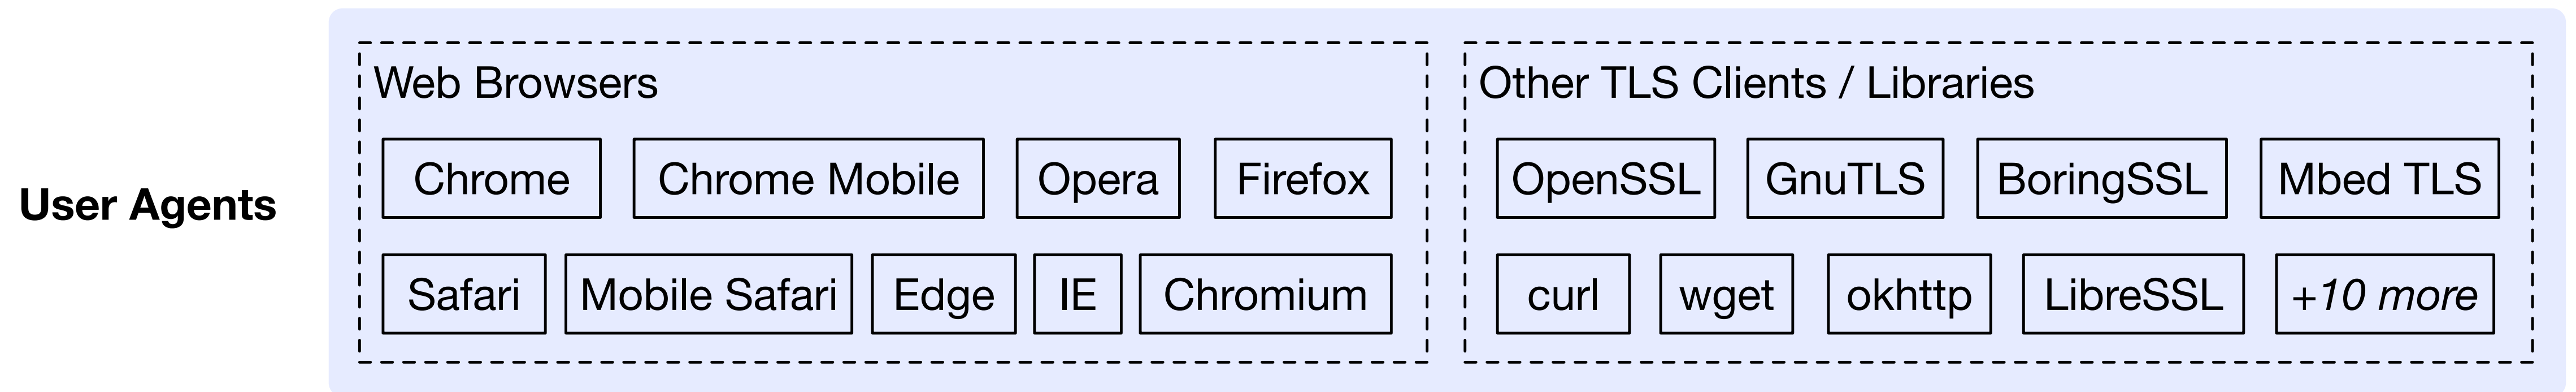 User Agents
Web Browsers
Chrome
Chrome Mobile
Opera
Firefox
Safari
Mobile Safari
Edge
IE
Chromium
Other TLS Clients / Libraries
OpenSSL
GnuTLS
BoringSSL
Mbed TLS
curl
wget
okhttp
LibreSSL
+10 more